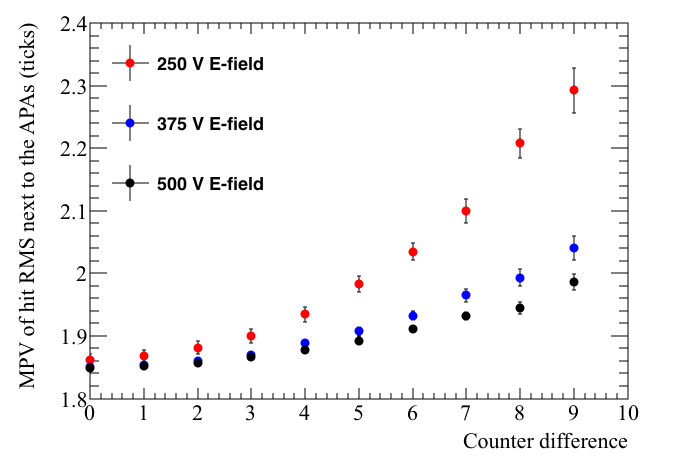 MPV of hit RMS next to the APAs (ticks)
2.4
2.3
2.2
2.1
2
1.9
1.8
250 V E-field
375 V E-field
500 V E-field
0 1 2 3 4 5 6 7 8 9 10
Counter difference